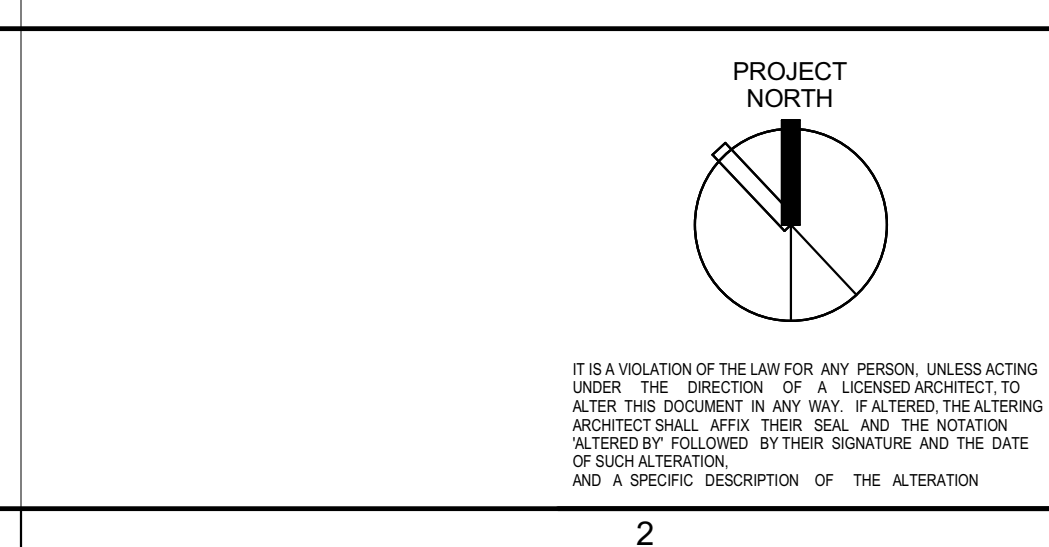 PROJECT
NORTH
IT IS A VIOLATION OF THE LAW FOR ANY PERSON, UNLESS ACTING
UNDER THE DIRECTION OF A LICENSED ARCHITECT, TO
ALTER THIS DOCUMENT IN ANY WAY. IF ALTERED, THE ALTERING
ARCHITECT SHALL AFFIX THEIR SEAL AND THE NOTATION
'ALTERED BY' FOLLOWED BY THEIR SIGNATURE AND THE DATE
OF SUCH ALTERATION,
AND A SPECIFIC DESCRIPTION OF THE ALTERATION
2